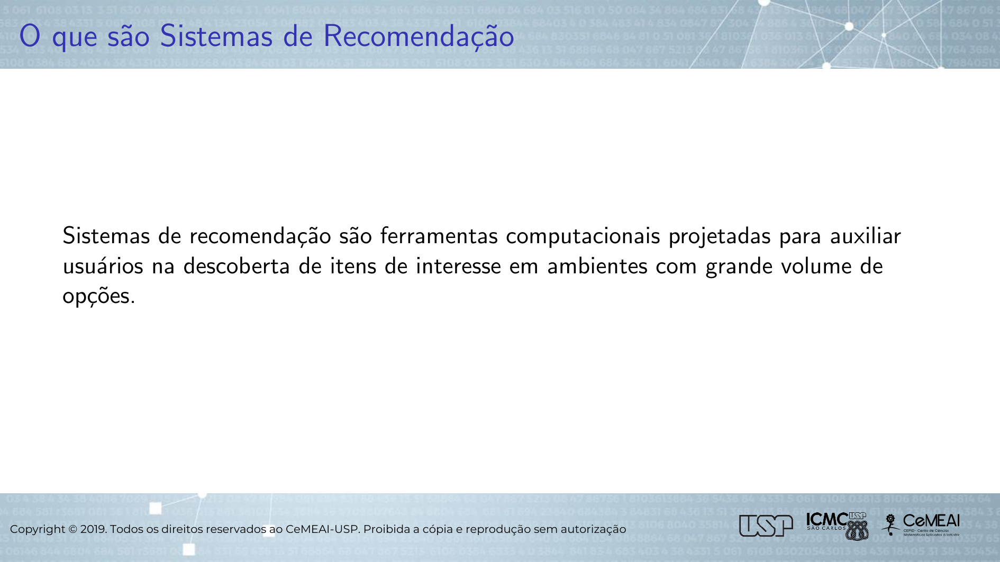 O que são Sistemas de Recomendação
Sistemas de recomendação são ferramentas computacionais projetadas para auxiliar
usuários na descoberta de itens de interesse em ambientes com grande volume de
opções.
Copyright © 2019. Todos os direitos reservados ao CeMEAI-USP. Proibida a cópia e reprodução sem autorização
USP
ICMC USP
SÃO CARLOS
CeMEAI
CEPID - Centro de Ciências
Matemáticas Aplicadas à Indústria